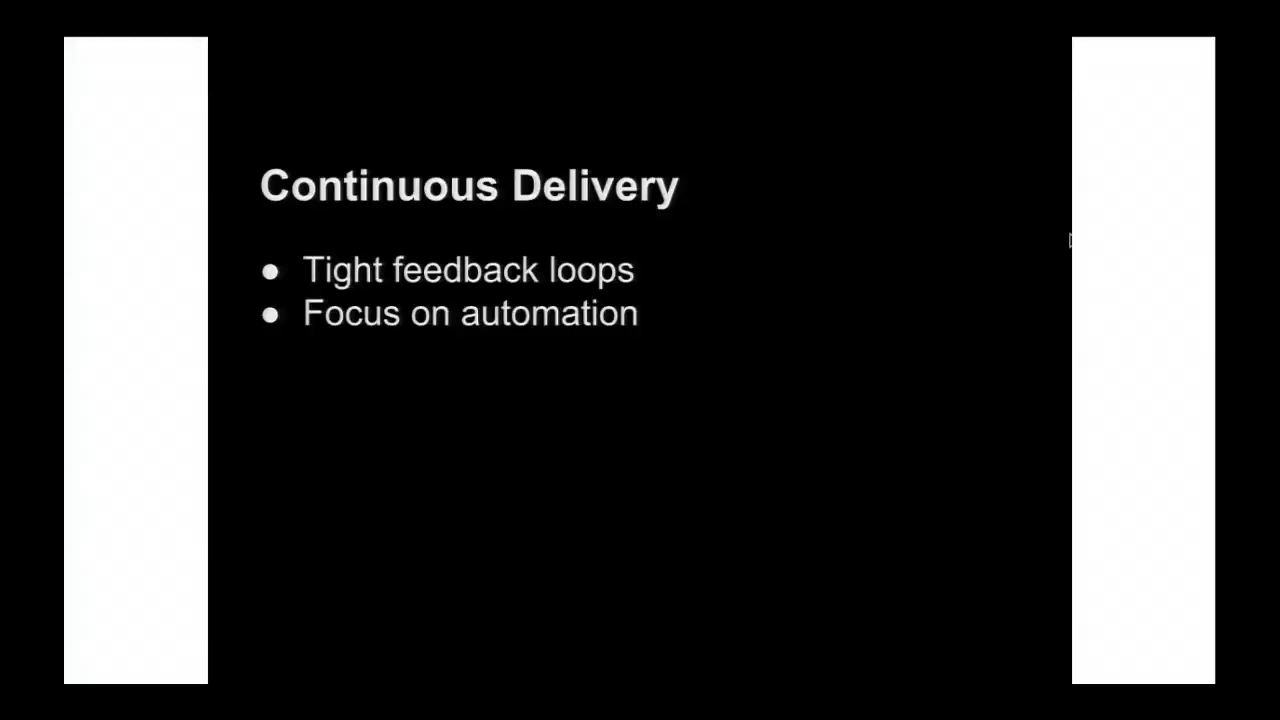 Continuous Delivery
● Tight feedback loops
● Focus on automation